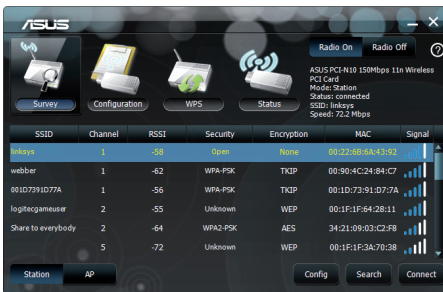 ASUS
Radio On Radio Off
ASUS PCI-N10 150Mbps 11n Wireless
PCI Card
Mode: Station
Status: connected
SSID: linksys
Speed: 72.2 Mbps
Survey Configuration WPS Status
SSID Channel RSSI Security Encryption MAC Signal
linksys 1 -58 Open None 00:22:6B:6A:43:92
webber 1 -62 WPA-PSK TKIP 00:90:4C:24:84:C7
001D7391D77A 1 -56 WPA-PSK TKIP 00:1D:73:91:D7:7A
logitecgameuser 2 -55 Unknown WEP 00:1F:1F:64:28:11
Share to everybody 2 -64 WPA2-PSK AES 34:21:09:03:C2:F8
5 -72 Unknown WEP 00:1F:1F:3A:70:38
Station AP Config Search Connect